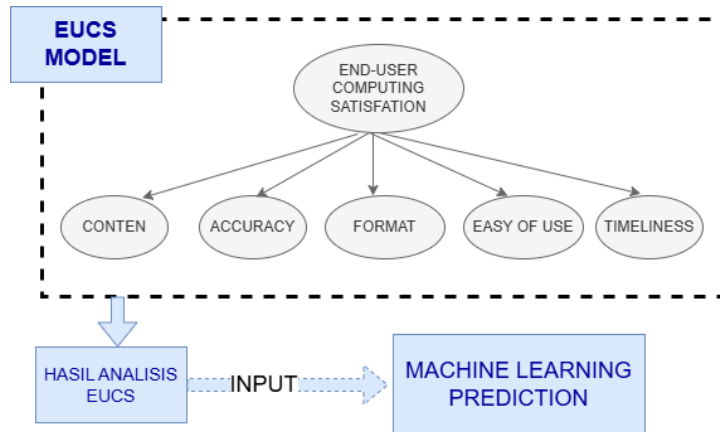 EUCS
MODEL
END-USER
COMPUTING
SATISFATION
CONTEN
ACCURACY
FORMAT
EASY OF USE
TIMELINESS
HASIL ANALISIS
EUCS
INPUT
MACHINE LEARNING
PREDICTION